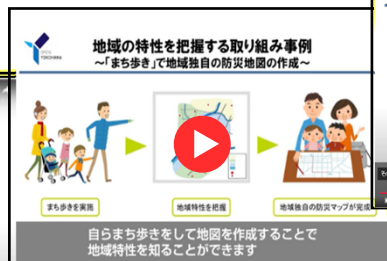 地域の特性を把握する取り組み事例
～「まち歩き」で地域独自の防災地図の作成～
まち歩きを実施
地域特性を把握
地域独自の防災マップが完成
自らまち歩きをして地図を作成することで
地域特性を知ることができます